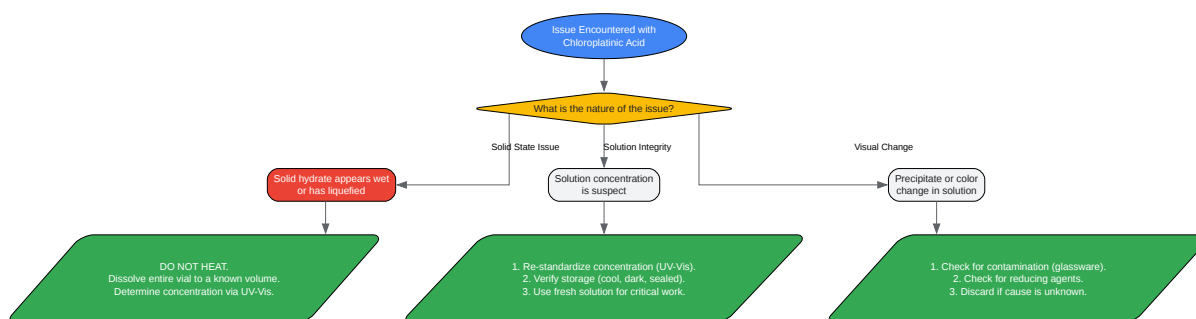 Issue Encountered with
Chloroplatinic Acid
What is the nature of the issue?
Solid State Issue
Solution Integrity
Visual Change
Solid hydrate appears wet
or has liquefied
Solution concentration
is suspect
Precipitate or color
change in solution
DO NOT HEAT.
Dissolve entire vial to a known volume.
Determine concentration via UV-Vis.
1. Re-standardize concentration (UV-Vis).
2. Verify storage (cool, dark, sealed).
3. Use fresh solution for critical work.
1. Check for contamination (glassware).
2. Check for reducing agents.
3. Discard if cause is unknown.